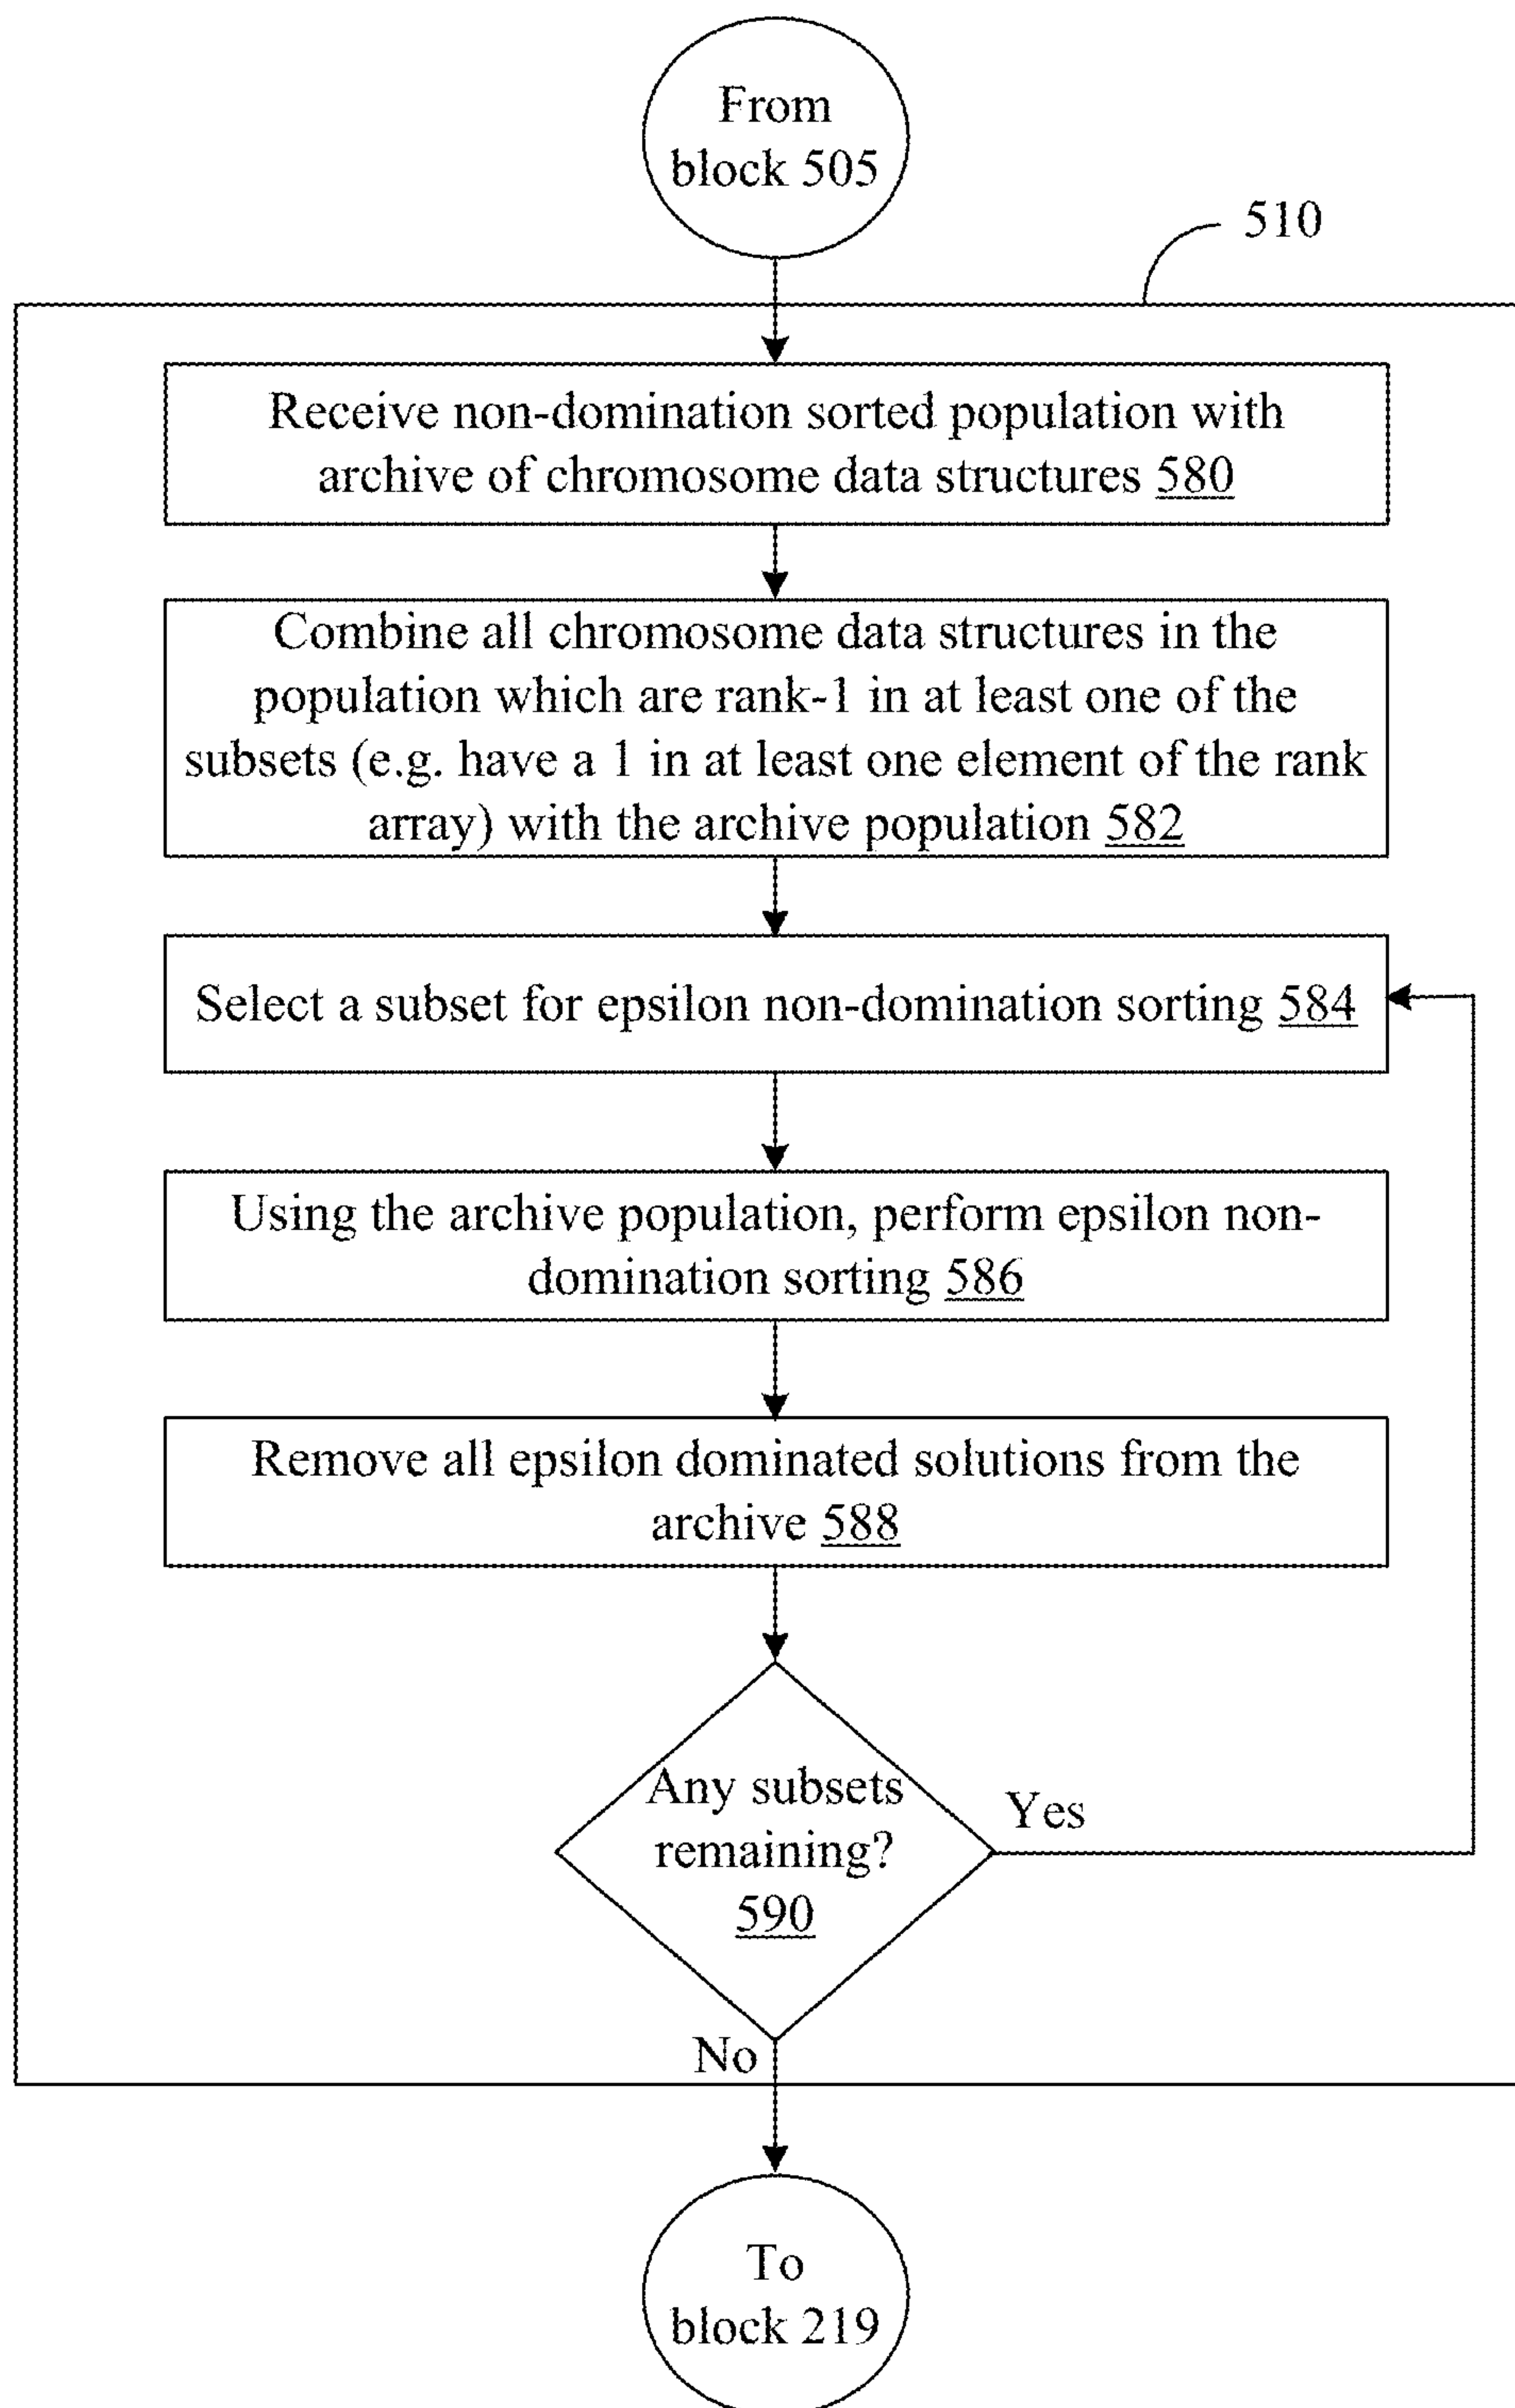 From
block 505
510
Receive non-domination sorted population with
archive of chromosome data structures 580
Combine all chromosome data structures in the
population which are rank-1 in at least one of the
subsets (e.g. have a 1 in at least one element of the rank
array) with the archive population 582
Select a subset for epsilon non-domination sorting 584
Using the archive population, perform epsilon non-
domination sorting 586
Remove all epsilon dominated solutions from the
archive 588
Any subsets
remaining?
590
Yes
No
To
block 219